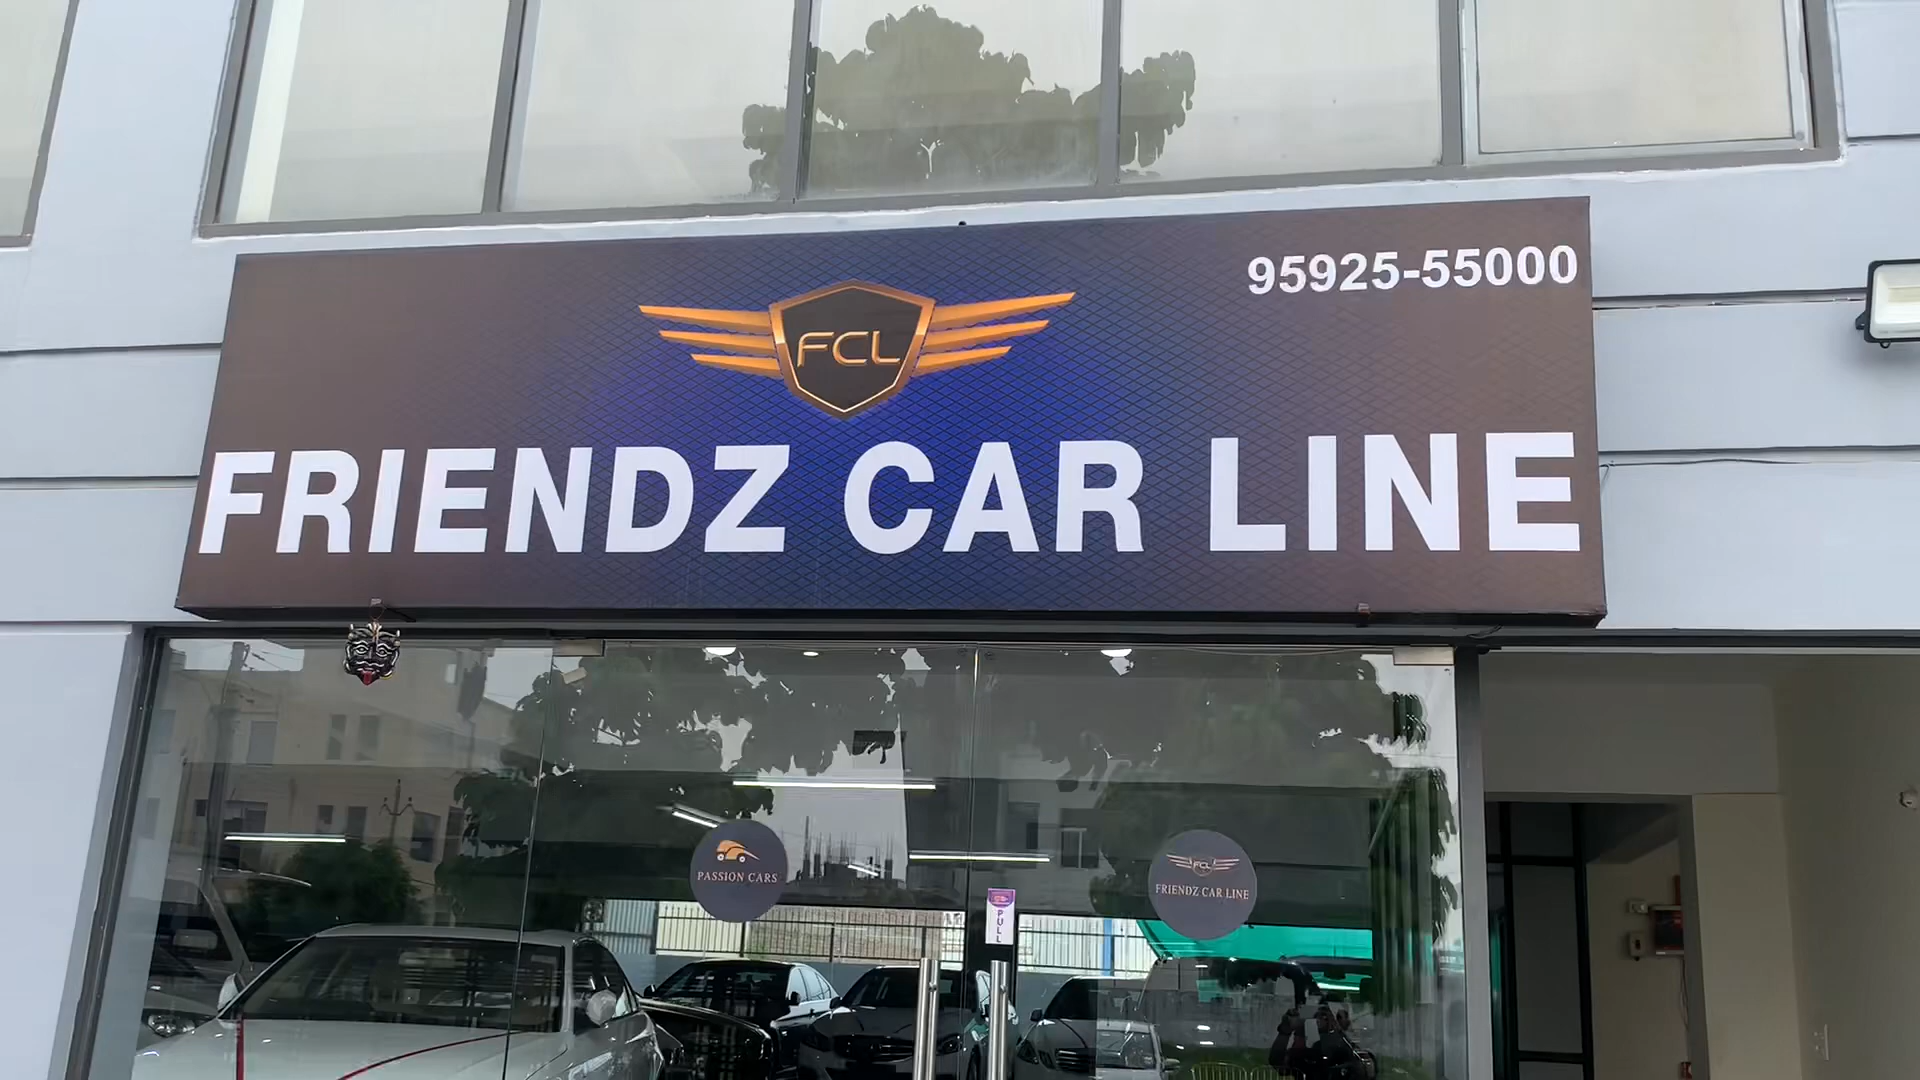 95925-55000
FCL
FRIENDZ CAR LINE
PASSION CARS
PULL
FCL
FRIENDZ CAR LINE